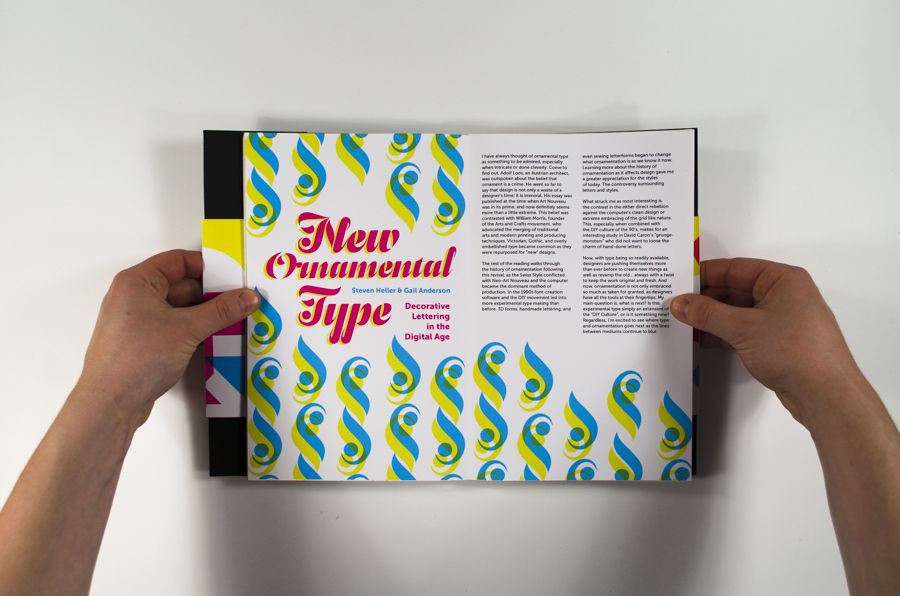 New
Ornamental
Steven Heller & Gail Anderson
Type
Decorative
Lettering
in the
Digital Age
I have always thought of ornamental type
as something to be admired, especially
when intricate or done cleverly. Come to
find out, Adolf Loos, an Austrian architect,
was outspoken about the belief that
ornament is a crime. He went so far to
say that design is not only a waste of a
designer's time; it is immoral. His essay was
published at the time when Art Nouveau
was in its prime, and now definitely seems
more than a little extreme. This belief was
contrasted with William Morris, founder
of the Arts and Crafts movement, who
advocated the merging of traditional
arts and modern printing and producing
techniques. Victorian, Gothic, and overly
embellished type became common as they
were repurposed for "new" designs.
The rest of the reading walks through
the history of ornamentation following
this revival, as the Swiss Style conflicted
with Neo-Art Nouveau and the computer
became the dominant method of
production. In the 1990s font-creation
software and the DIY movement led into
more experimental type making than
before. 3D forms, handmade lettering, and
even sewing letterforms began to change
what ornamentation is as we know it now.
Learning more about the history of
ornamentation as it affects design gave me
a greater appreciation for the styles
of today. The controversy surrounding
letters and styles.
What struck me as most interesting is
the contrast in the either direct rebellion
against the computer's clean design or
extreme embracing of the grid like nature.
This, especially when combined with
the DIY culture of the 90's, makes for an
interesting study in David Caron's "grunge-
monsters" who did not want to loose the
charm of hand-done letters.
Now, with type being so readily available,
designers are pushing themselves more
than ever before to create new things as
well as revamp the old... always with a twist
to keep the work original and fresh. And
now, ornamentation is not only embraced
so much as taken for granted, as designers
have all the tools at their fingertips. My
main question is, what is next? Is this
experimental type simply an extension of
the "DIY Culture", or is it something new?
Regardless, I'm excited to see where type
and ornamentation goes next as the lines
between mediums continue to blur.